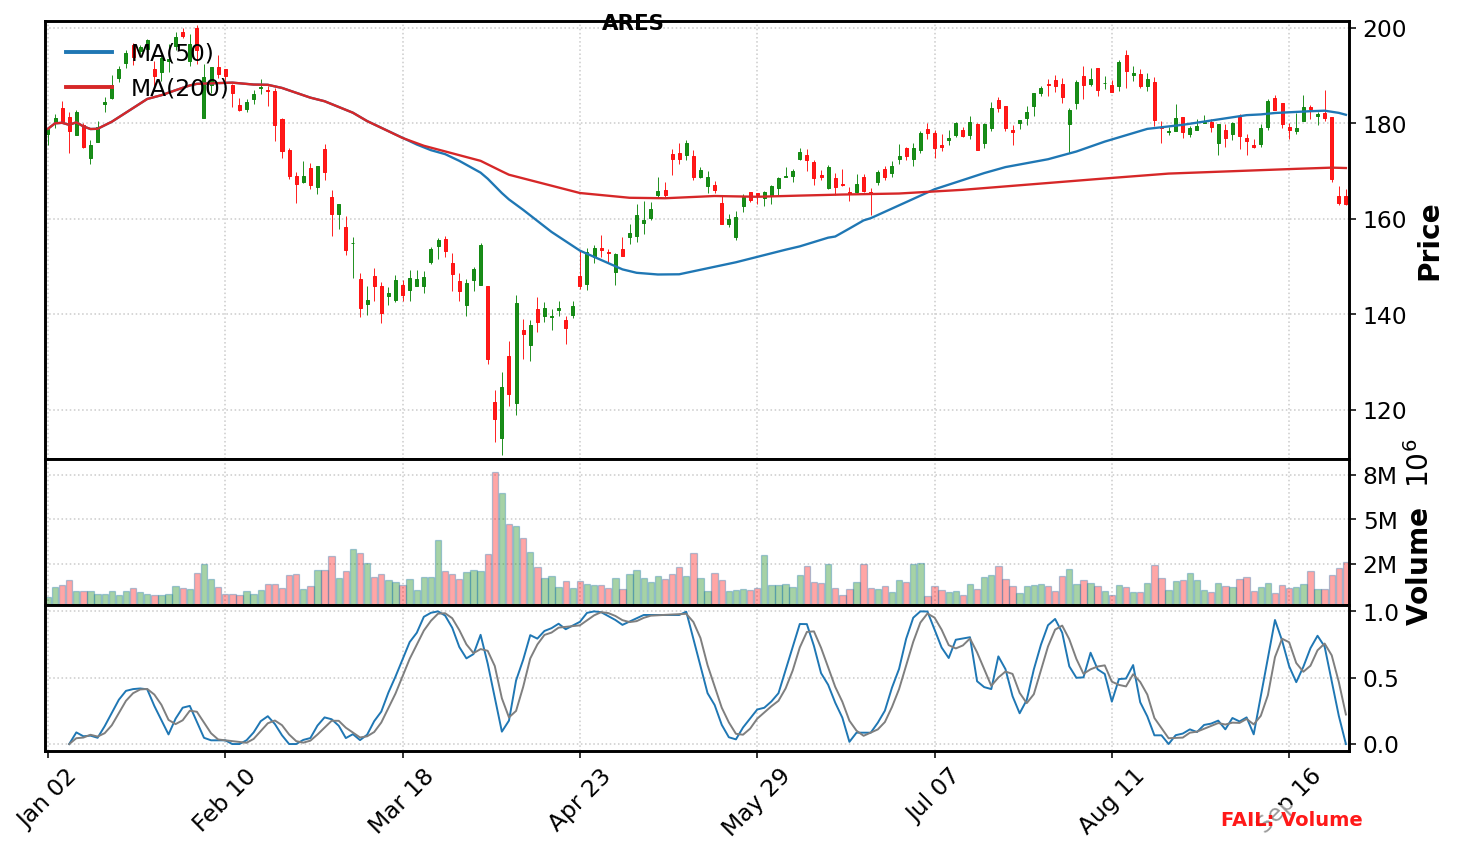 ARES
MA(50)
MA(200)
200
180
160
140
120
Price
8M
5M
2M
Volume 10^6
1.0
0.5
0.0
Jan 02
Feb 10
Mar 18
Apr 23
May 29
Jul 07
Aug 11
Sep 16
FAIL: Volume